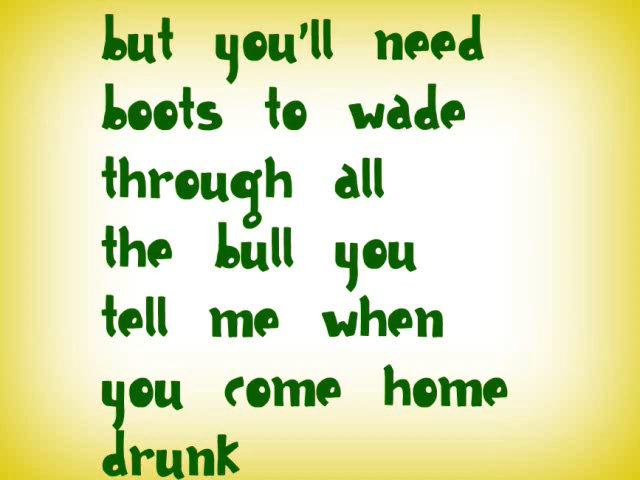 but you'll need
boots to wade
through all
the bull you
tell me when
you come home
drunk